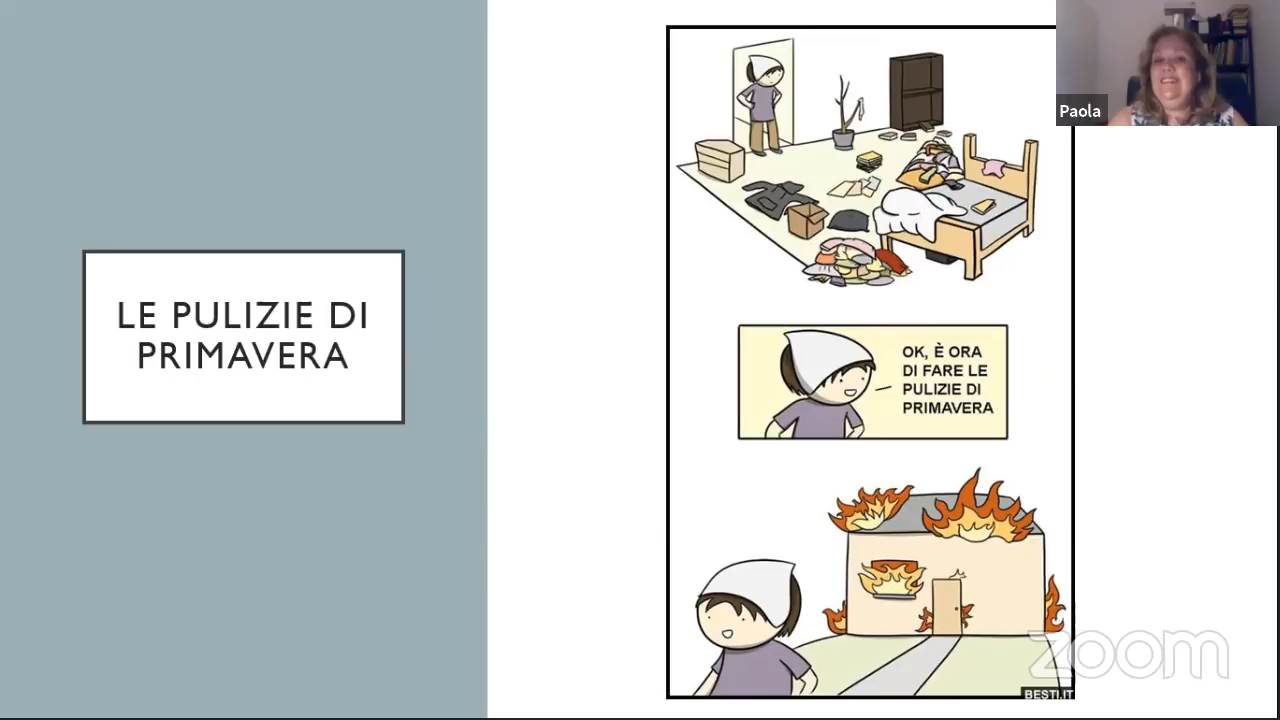 LE PULIZIE DI
PRIMAVERA
OK, È ORA
DI FARE LE
PULIZIE DI
PRIMAVERA
BESTI.IT
Paola
zoom